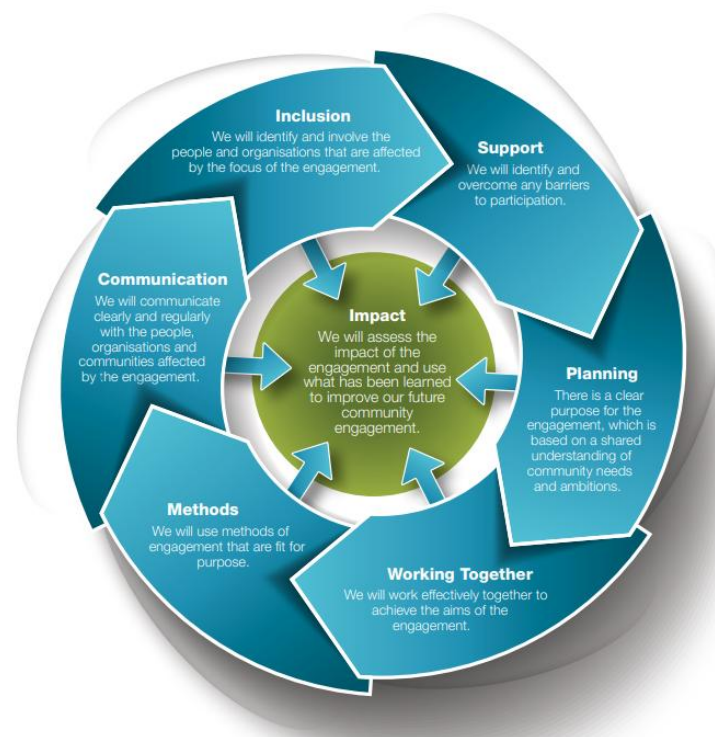 Inclusion
We will identify and involve the
people and organisations that are affected
by the focus of the engagement.
Support
We will identify and
overcome any barriers
to participation.
Planning
There is a clear
purpose for the
engagement, which is
based on a shared
understanding of
community needs
and ambitions.
Working Together
We will work effectively together to
achieve the aims of the
engagement.
Methods
We will use methods of
engagement that are fit for
purpose.
Communication
We will communicate
clearly and regularly
with the people,
organisations and
communities affected
by the engagement.
Impact
We will assess the
impact of the
engagement and use
what has been learned
to improve our future
community
engagement.